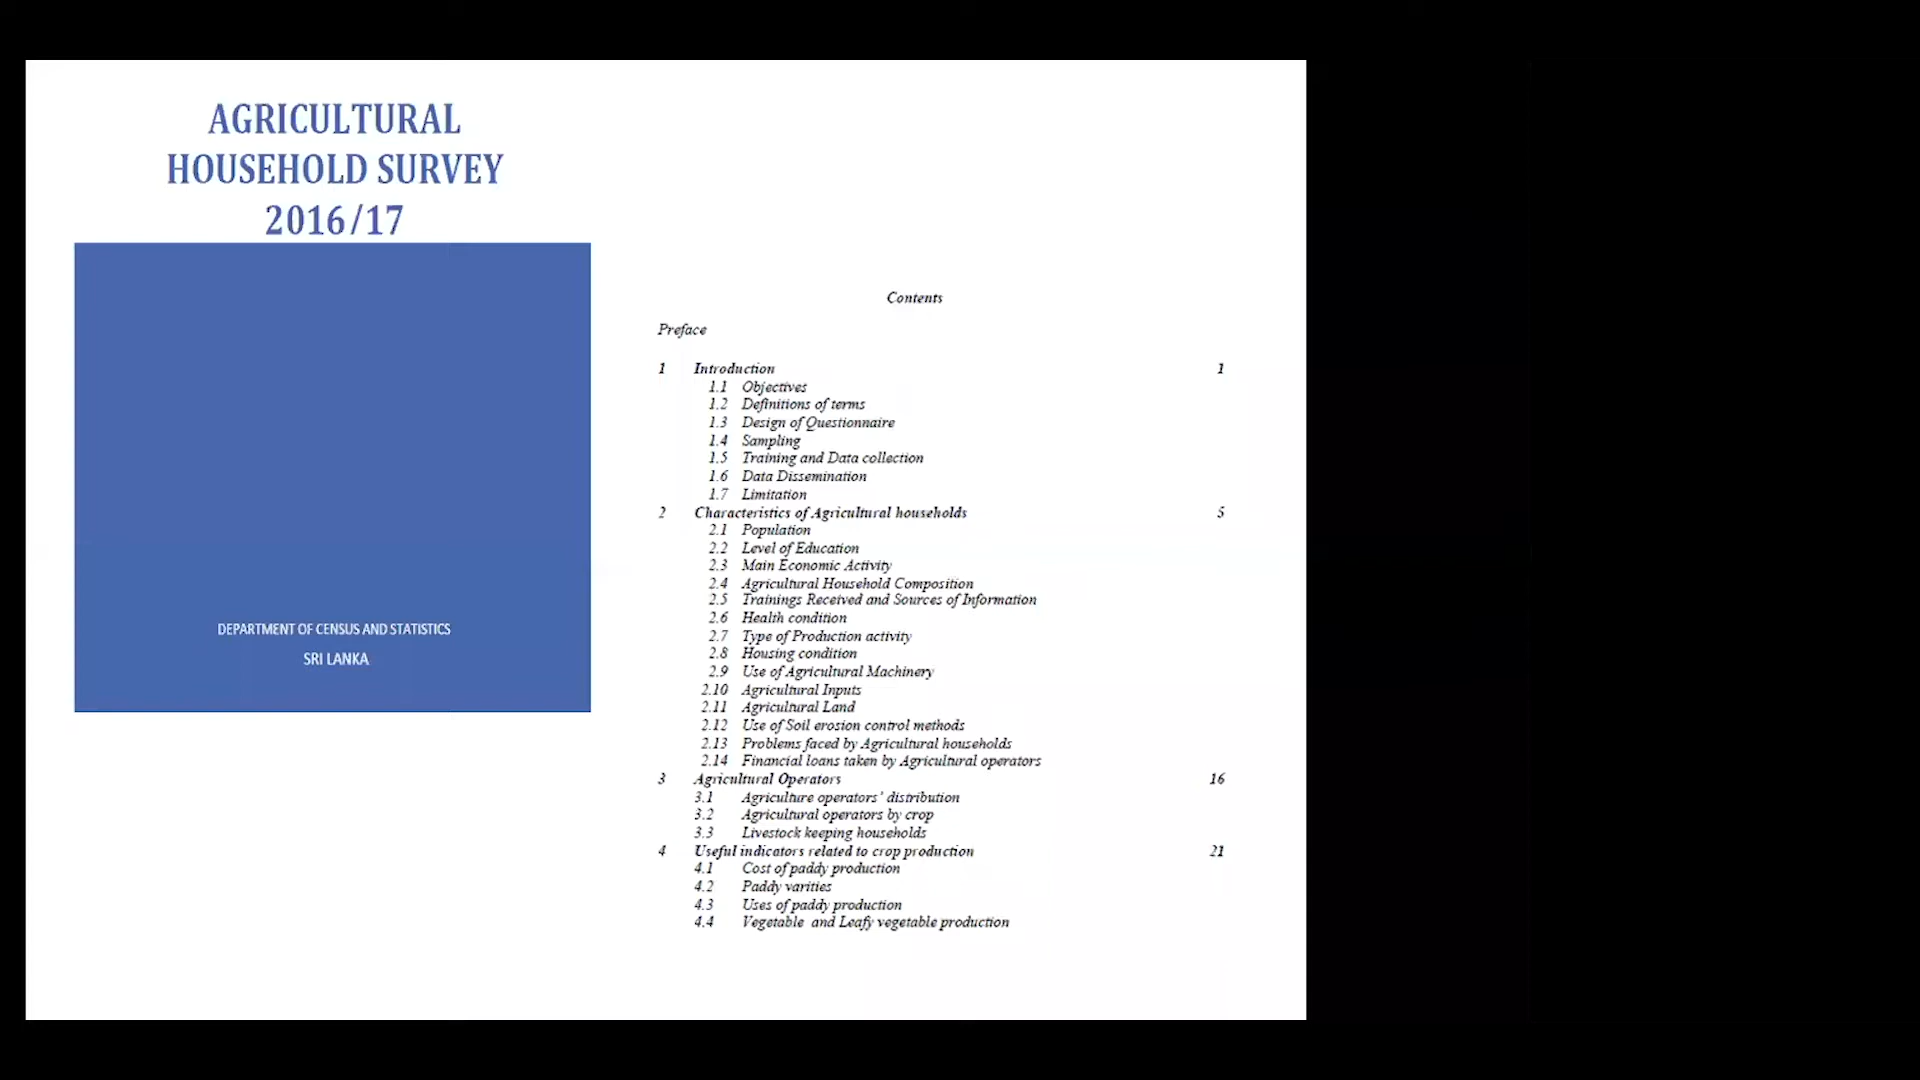 AGRICULTURAL
HOUSEHOLD SURVEY
2016/17
DEPARTMENT OF CENSUS AND STATISTICS
SRI LANKA
Contents
Preface
1 Introduction 1
1.1 Objectives
1.2 Definitions of terms
1.3 Design of Questionnaire
1.4 Sampling
1.5 Training and Data collection
1.6 Data Dissemination
1.7 Limitation
2 Characteristics of Agricultural households 5
2.1 Population
2.2 Level of Education
2.3 Main Economic Activity
2.4 Agricultural Household Composition
2.5 Trainings Received and Sources of Information
2.6 Health condition
2.7 Type of Production activity
2.8 Housing condition
2.9 Use of Agricultural Machinery
2.10 Agricultural Inputs
2.11 Agricultural Land
2.12 Use of Soil erosion control methods
2.13 Problems faced by Agricultural households
2.14 Financial loans taken by Agricultural operators
3 Agricultural Operators 16
3.1 Agriculture operators' distribution
3.2 Agricultural operators by crop
3.3 Livestock keeping households
4 Useful indicators related to crop production 21
4.1 Cost of paddy production
4.2 Paddy varities
4.3 Uses of paddy production
4.4 Vegetable and Leafy vegetable production